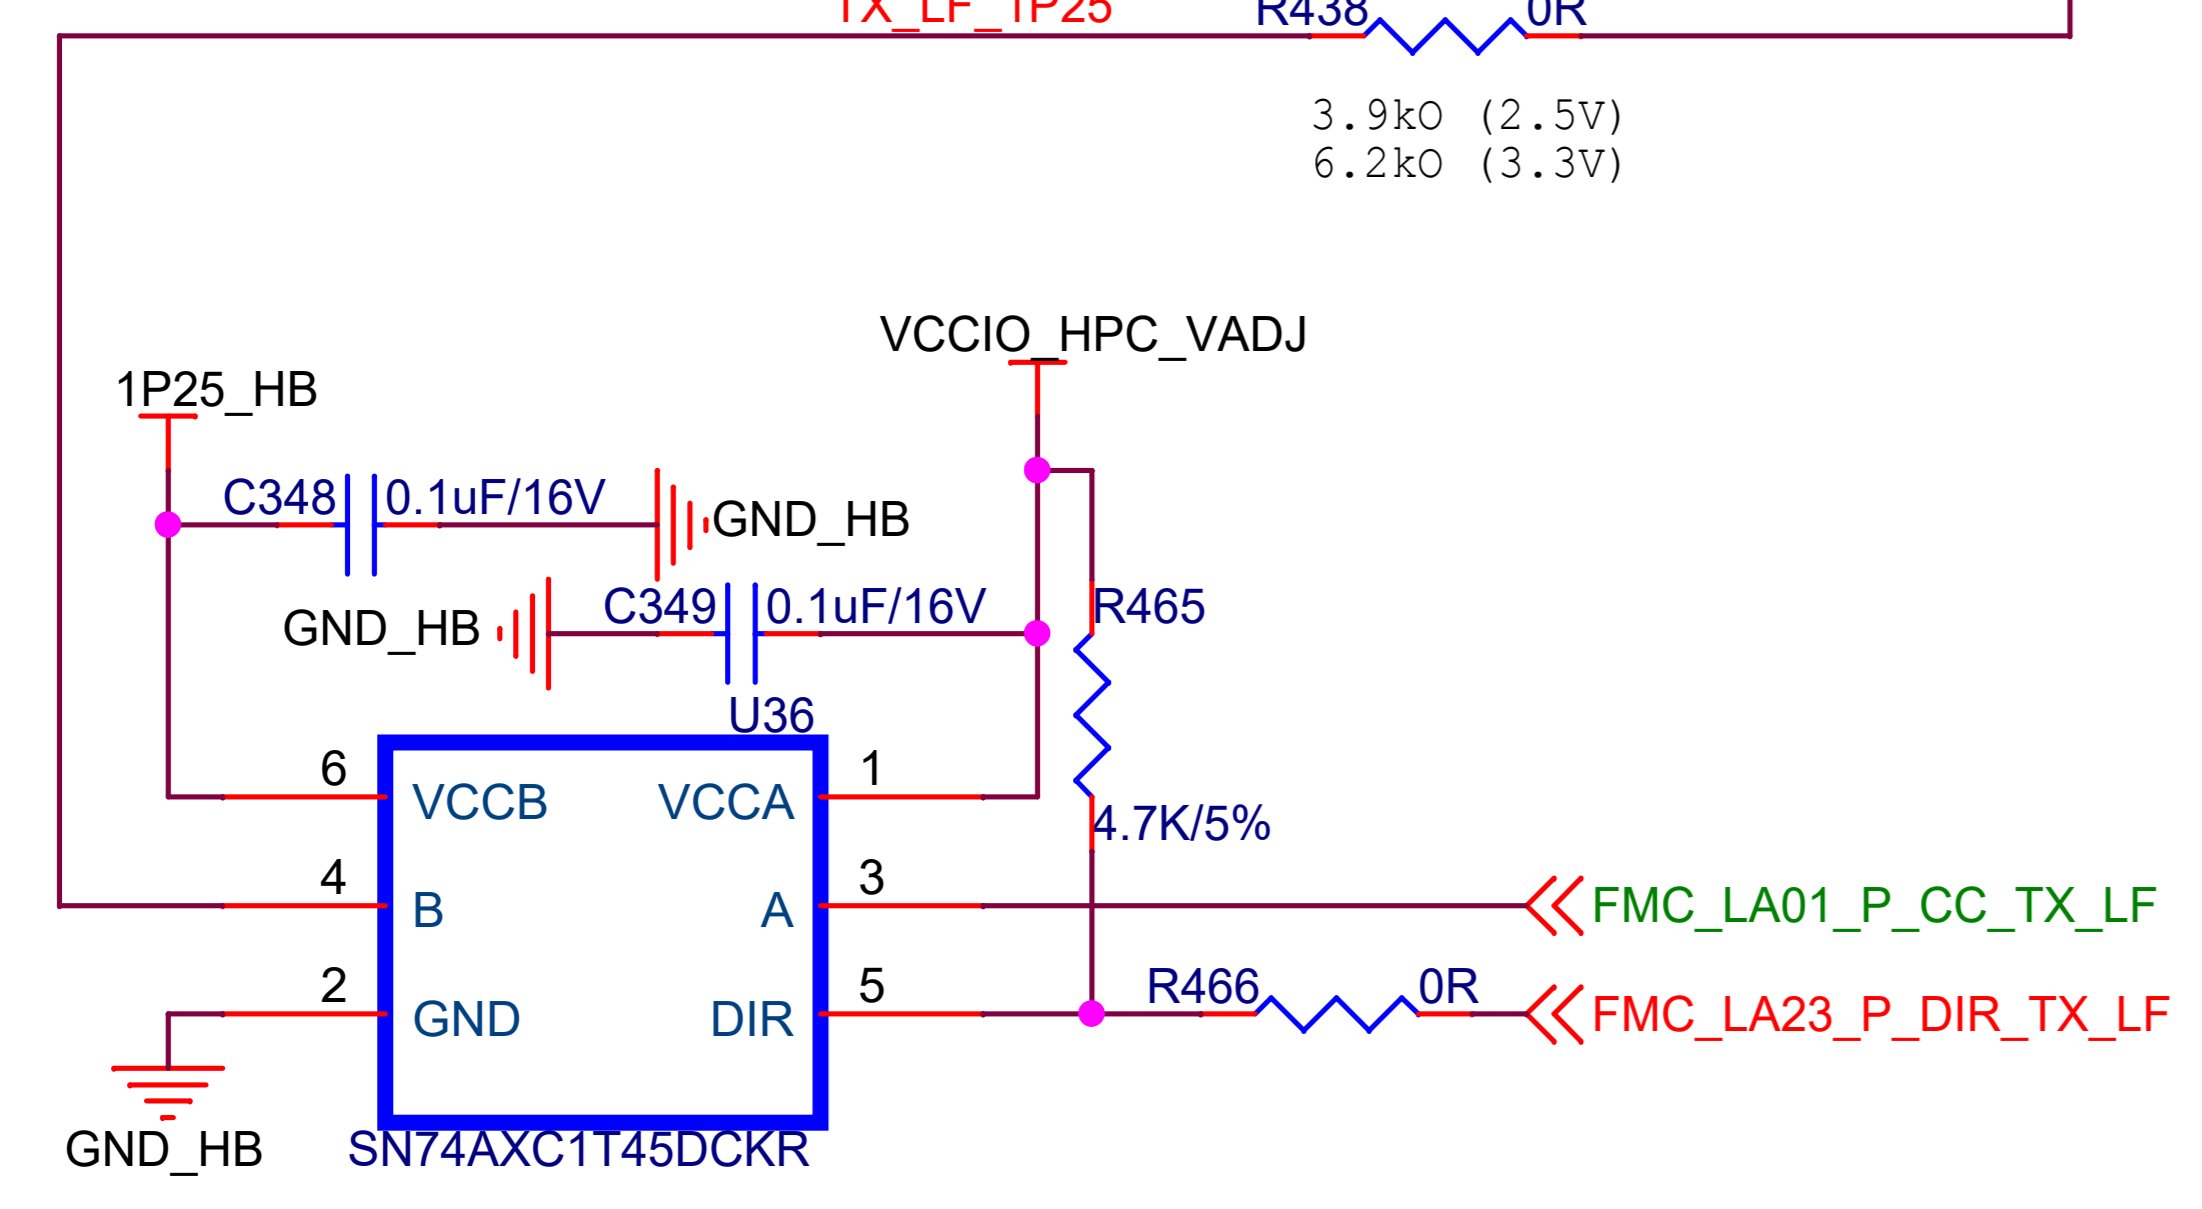 TX_LF_1P25
R438 0R
3.9kO (2.5V)
6.2kO (3.3V)
VCCIO_HPC_VADJ
1P25_HB
C348 0.1uF/16V
GND_HB
C349 0.1uF/16V
GND_HB
R465
U36
6 VCCB VCCA 1
4.7K/5%
4 B A 3
FMC_LA01_P_CC_TX_LF
2 GND DIR 5
R466 0R
FMC_LA23_P_DIR_TX_LF
GND_HB
SN74AXC1T45DCKR